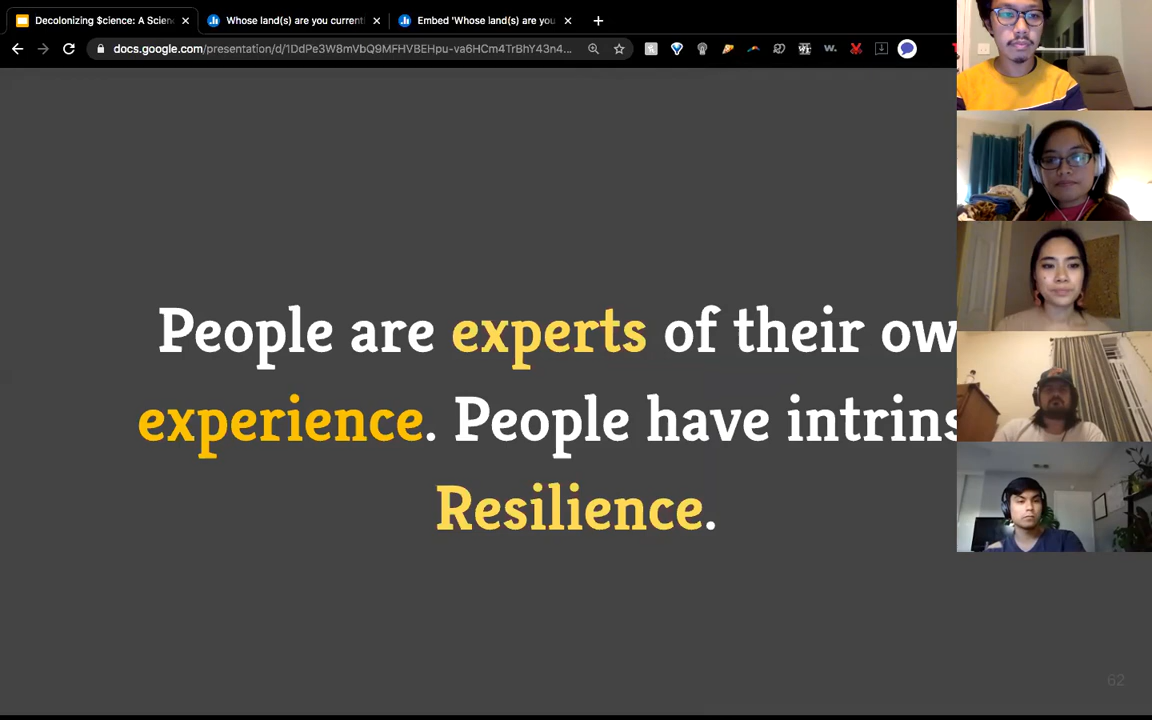 Decolonizing $cience: A Scien
Whose land(s) are you current
Embed 'Whose land(s) are you
docs.google.com/presentation/d/1DdPe3W8mVbQ9MFHVBEHpu-va6HCm4TrBhY43n4...
People are experts of their ow
experience. People have intrins
Resilience.
62